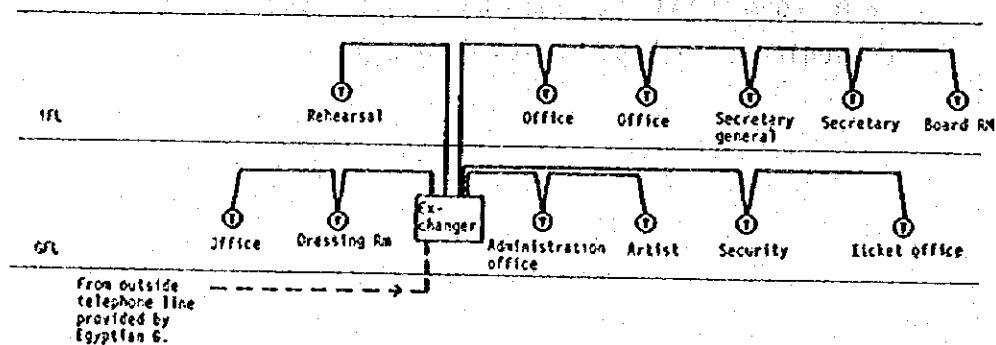 1FL
Rehearsal
Office
Office
Secretary
general
Secretary
Board RM
GFL
Office
Dressing Rm
Ex-
changer
Administration
office
Artist
Security
Ticket office
From outside
telephone line
provided by
Egyptian G.